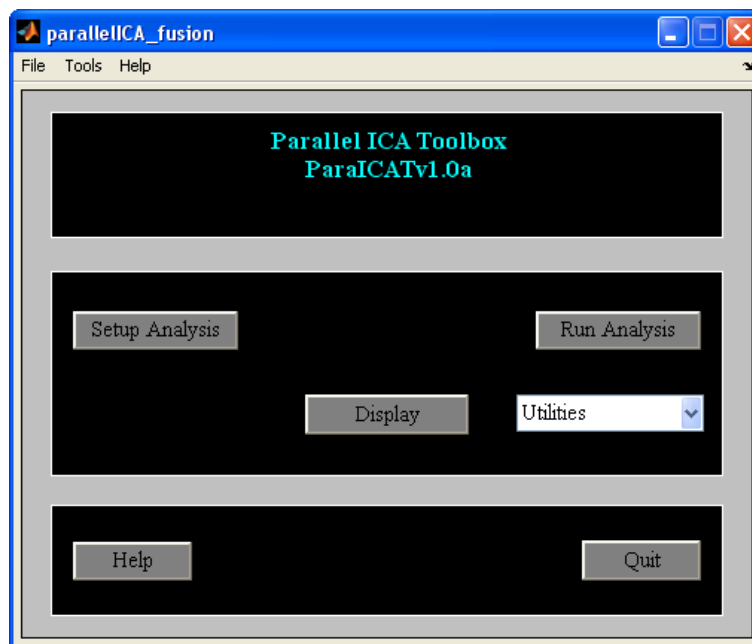 parallelICA_fusion
File Tools Help
Parallel ICA Toolbox
ParaICATv1.0a
Setup Analysis
Run Analysis
Display
Utilities
Help
Quit